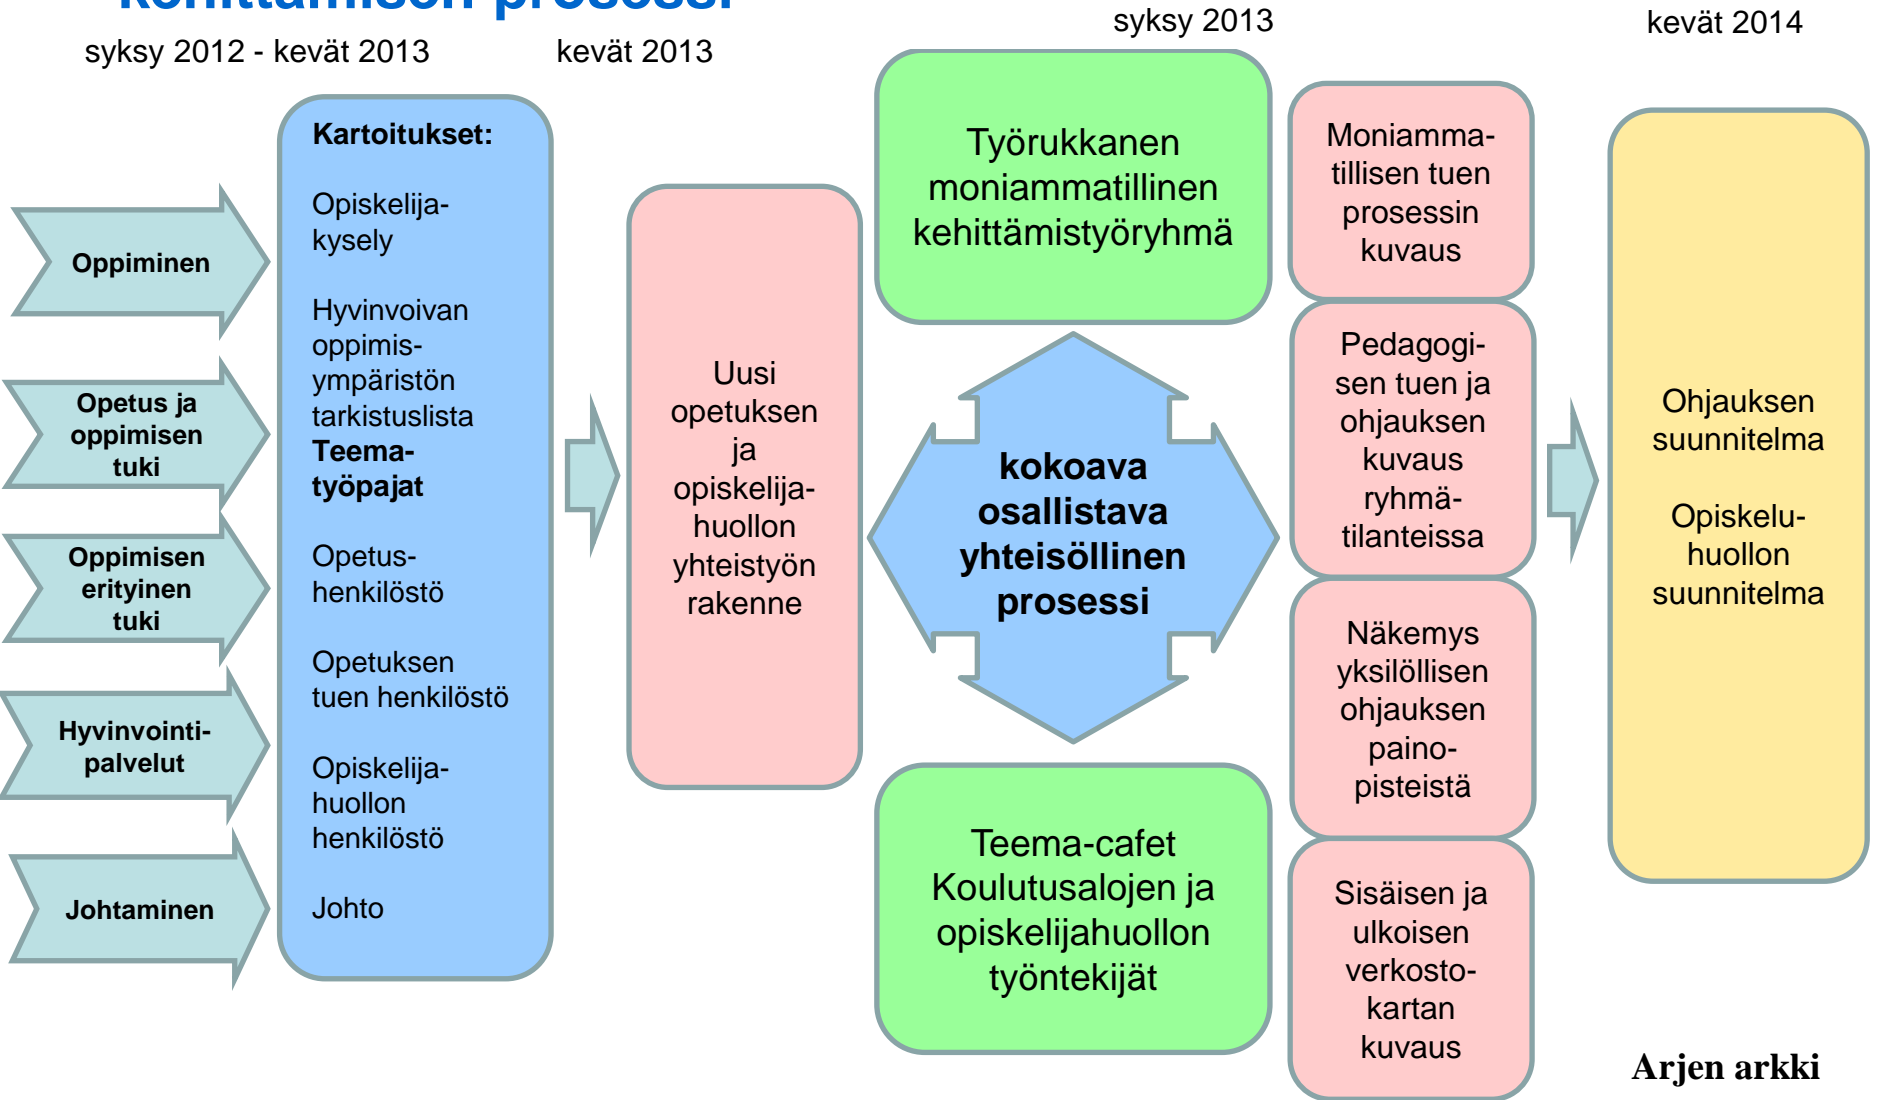 kehittämisen prosessi
syksy 2012 - kevät 2013
kevät 2013
syksy 2013
kevät 2014
Oppiminen
Opetus ja
oppimisen
tuki
Oppimisen
erityinen
tuki
Hyvinvointi-
palvelut
Johtaminen
Kartoitukset:
Opiskelija-
kysely
Hyvinvoivan
oppimis-
ympäristön
tarkistuslista
Teema-
työpajat
Opetus-
henkilöstö
Opetuksen
tuen henkilöstö
Opiskelija-
huollon
henkilöstö
Johto
Uusi
opetuksen
ja
opiskelija-
huollon
yhteistyön
rakenne
Työrukkanen
moniammatillinen
kehittämistyöryhmä
kokoava
osallistava
yhteisöllinen
prosessi
Teema-cafet
Koulutusalojen ja
opiskelijahuollon
työntekijät
Moniamma-
tillisen tuen
prosessin
kuvaus
Pedagogi-
sen tuen ja
ohjauksen
kuvaus
ryhmä-
tilanteissa
Näkemys
yksilöllisen
ohjauksen
paino-
pisteistä
Sisäisen ja
ulkoisen
verkosto-
kartan
kuvaus
Ohjauksen
suunnitelma
Opiskelu-
huollon
suunnitelma
Arjen arkki